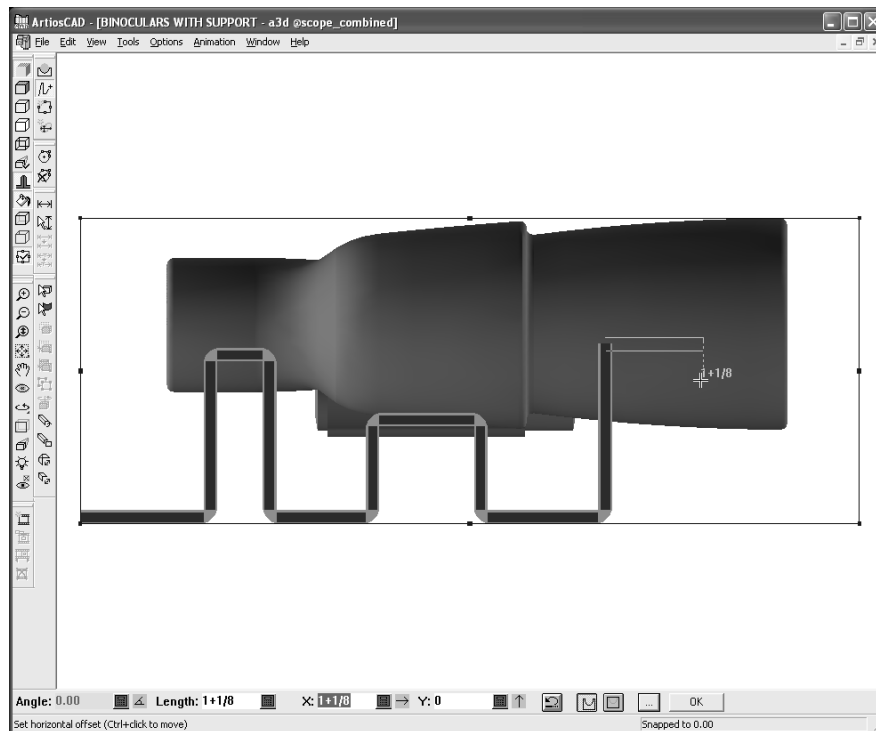 ArtiosCAD - [BINOCULARS WITH SUPPORT - a3d @scope_combined]
File Edit View Tools Options Animation Window Help
1+1/8
Angle: 0.00 Length: 1+1/8 X: 1+1/8 Y: 0 ... OK
Set horizontal offset (Ctrl+click to move) Snapped to 0.00